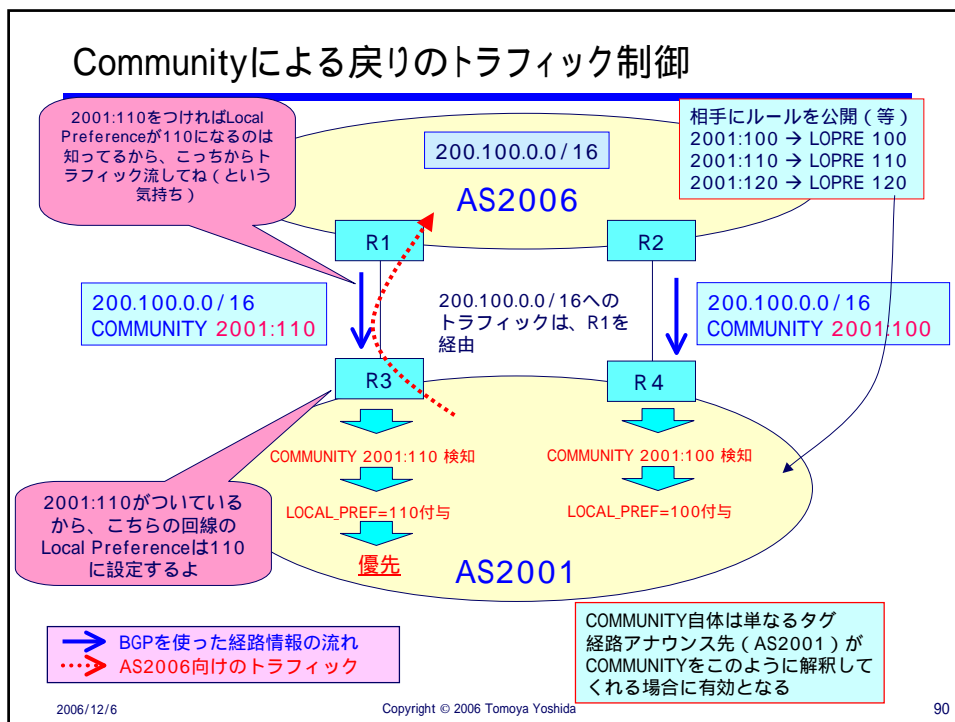 Communityによる戻りのトラフィック制御
2001:110をつければLocal
Preferenceが110になるのは
知ってるから、こっちからト
ラフィック流してね（という
気持ち）
200.100.0.0/16
AS2006
相手にルールを公開（等）
2001:100 → LOPRE 100
2001:110 → LOPRE 110
2001:120 → LOPRE 120
R1
R2
200.100.0.0/16
COMMUNITY 2001:110
200.100.0.0/16への
トラフィックは、R1を
経由
200.100.0.0/16
COMMUNITY 2001:100
R3
R4
COMMUNITY 2001:110 検知
COMMUNITY 2001:100 検知
LOCAL_PREF=110付与
LOCAL_PREF=100付与
優先
2001:110がついている
から、こちらの回線の
Local Preferenceは110
に設定するよ
AS2001
BGPを使った経路情報の流れ
AS2006向けのトラフィック
COMMUNITY自体は単なるタグ
経路アナウンス先（AS2001）が
COMMUNITYをこのように解釈して
くれる場合に有効となる
2006/12/6
Copyright © 2006 Tomoya Yoshida
90